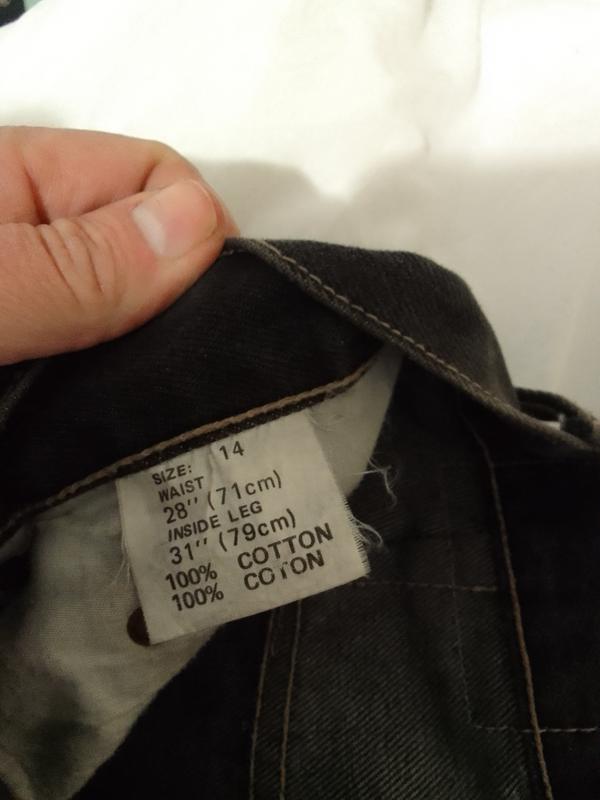 SIZE: 14
WAIST
28'' (71cm)
INSIDE LEG
31'' (79cm)
100% COTTON
100% COTON